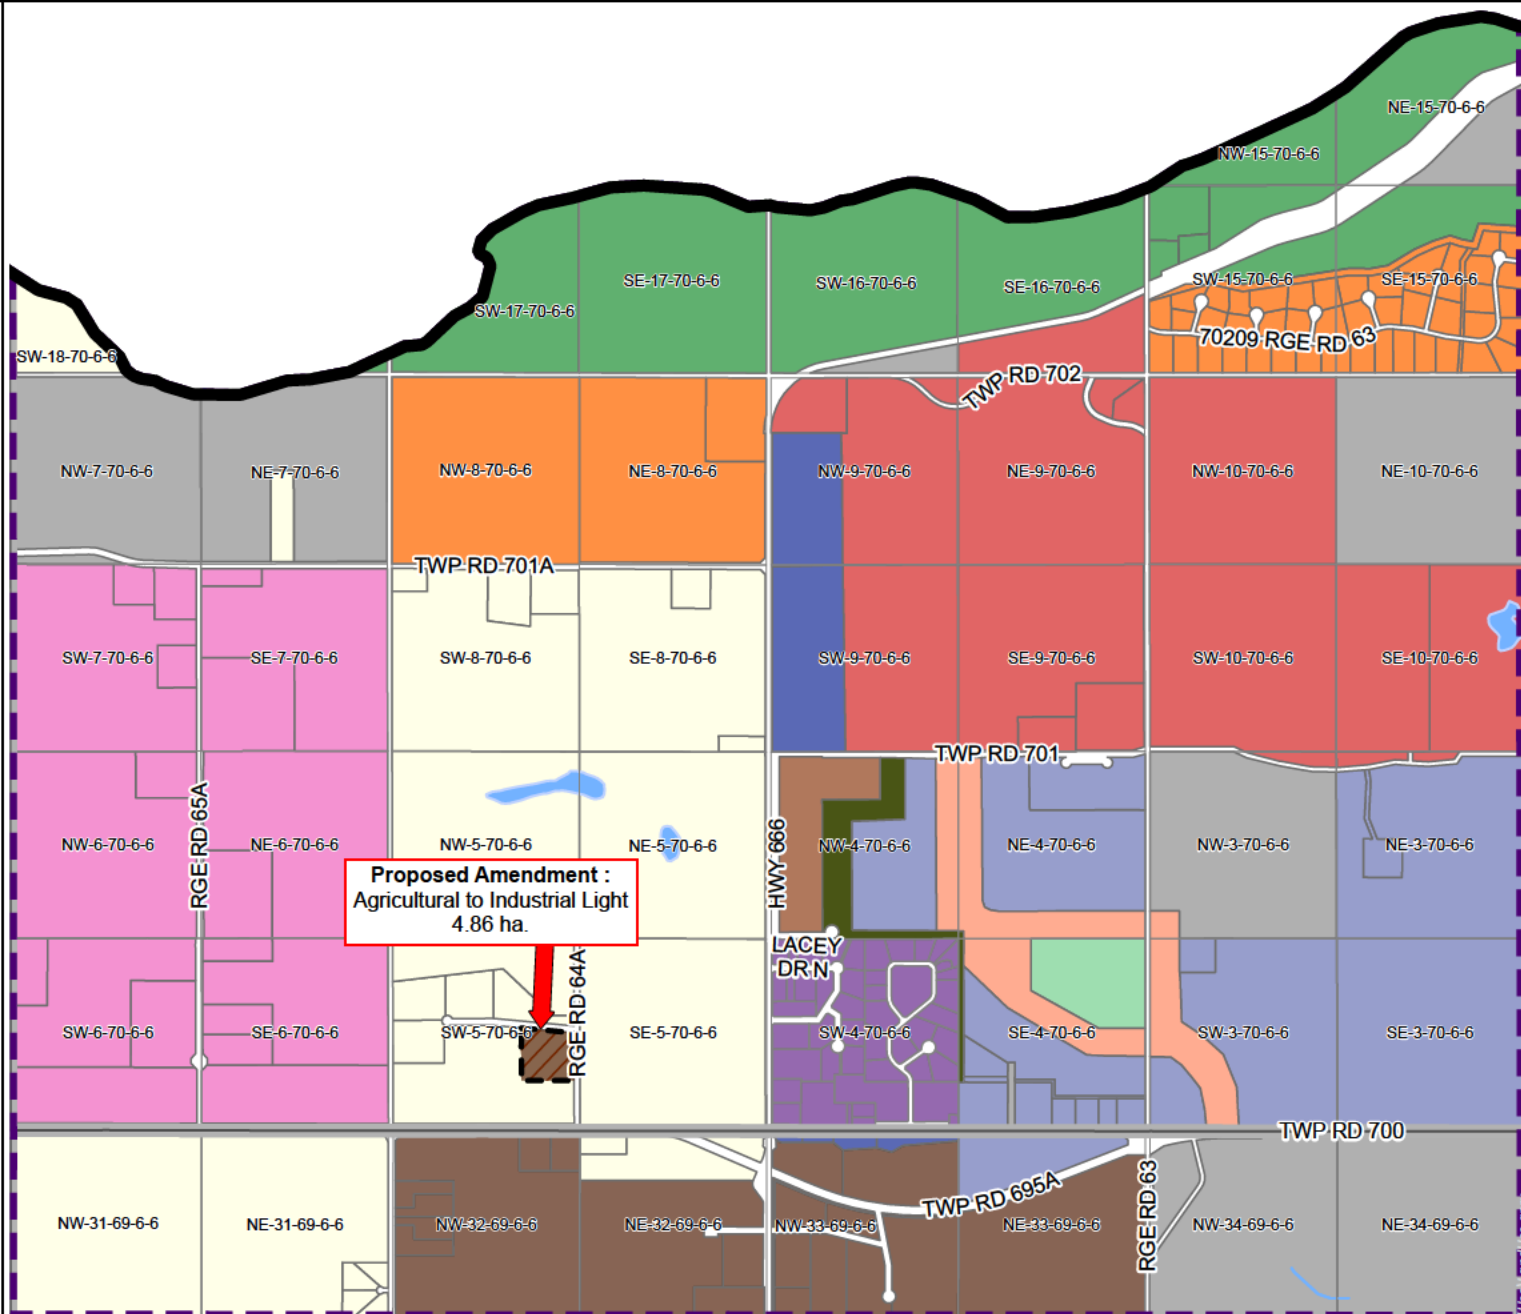 NE-15-70-6-6
NW-15-70-6-6
SE-17-70-6-6
SW-16-70-6-6
SE-16-70-6-6
SW-15-70-6-6
SE-15-70-6-6
SW-17-70-6-6
70209 RGE RD 63
SW-18-70-6-6
TWP RD 702
NW-7-70-6-6
NE-7-70-6-6
NW-8-70-6-6
NE-8-70-6-6
NW-9-70-6-6
NE-9-70-6-6
NW-10-70-6-6
NE-10-70-6-6
TWP RD 701A
SW-7-70-6-6
SE-7-70-6-6
SW-8-70-6-6
SE-8-70-6-6
SW-9-70-6-6
SE-9-70-6-6
SW-10-70-6-6
SE-10-70-6-6
TWP RD 701
RGE RD 65A
HWY 666
NW-6-70-6-6
NE-6-70-6-6
NW-5-70-6-6
NE-5-70-6-6
NW-4-70-6-6
NE-4-70-6-6
NW-3-70-6-6
NE-3-70-6-6
Proposed Amendment :
Agricultural to Industrial Light
4.86 ha.
LACEY
DR N
RGE RD 64A
SW-6-70-6-6
SE-6-70-6-6
SW-5-70-6-6
SE-5-70-6-6
SW-4-70-6-6
SE-4-70-6-6
SW-3-70-6-6
SE-3-70-6-6
TWP RD 700
TWP RD 695A
RGE RD 63
NW-31-69-6-6
NE-31-69-6-6
NW-32-69-6-6
NE-32-69-6-6
NW-33-69-6-6
NE-33-69-6-6
NW-34-69-6-6
NE-34-69-6-6